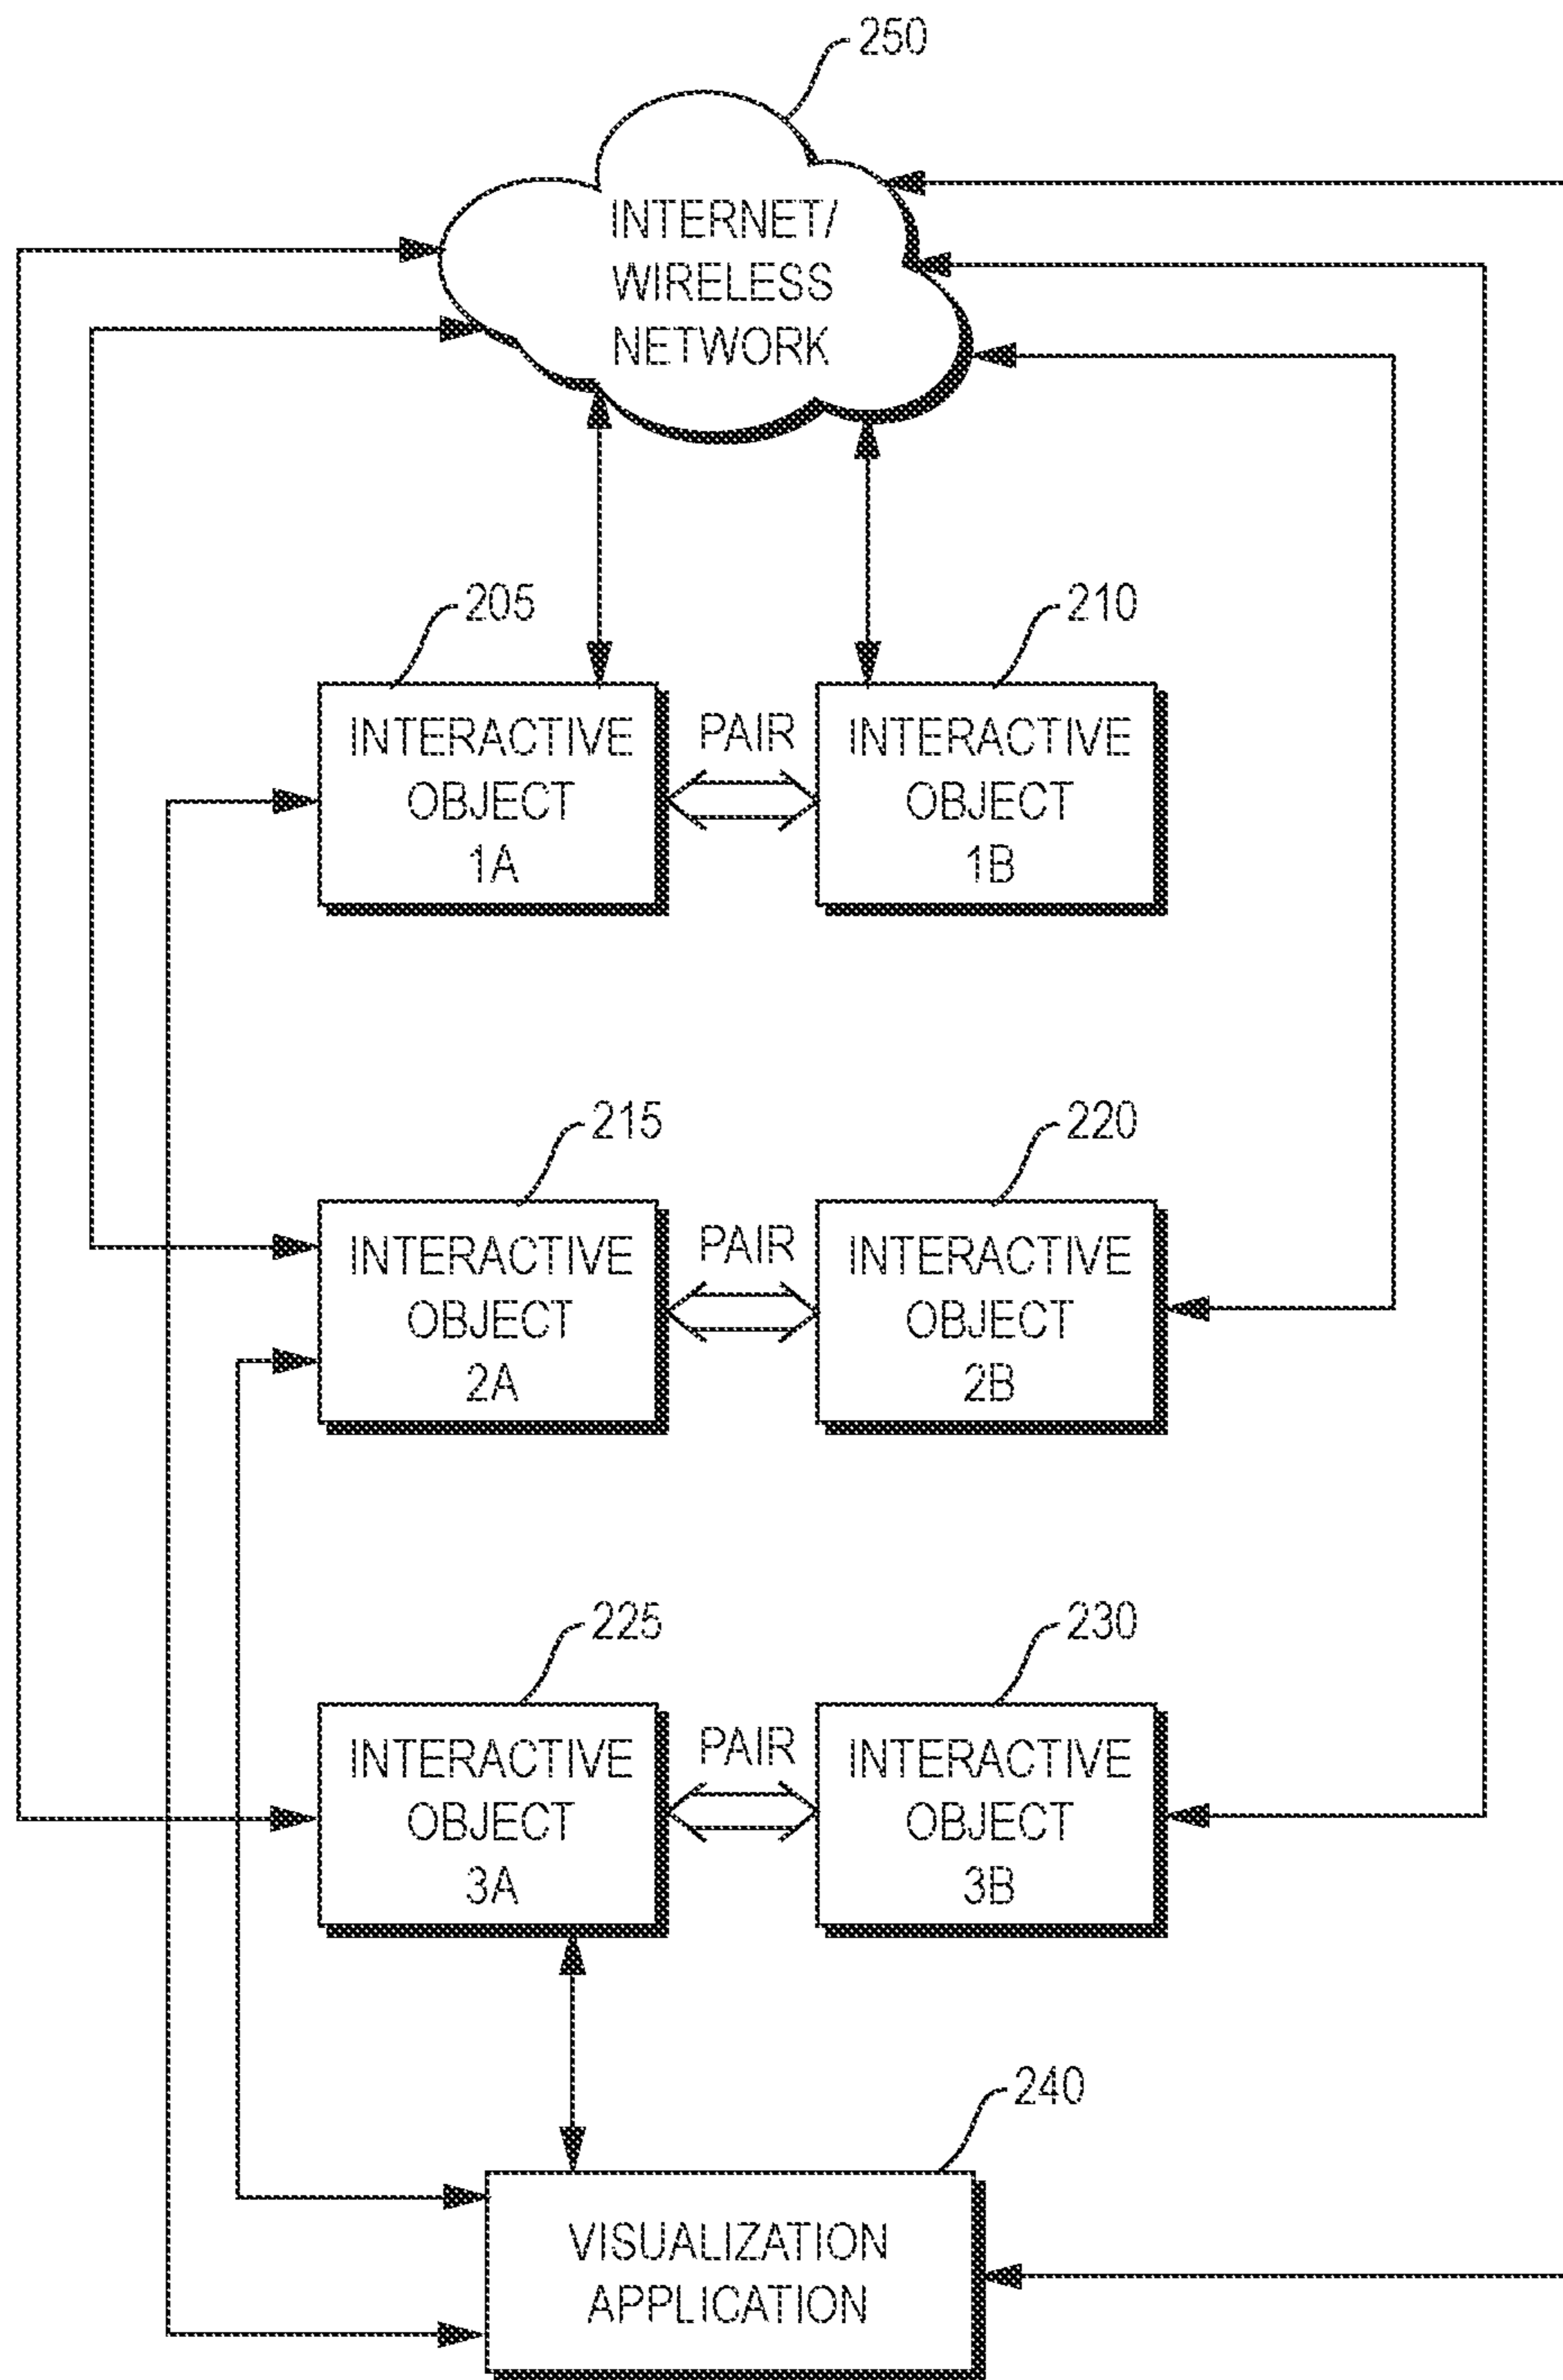 250
INTERNET/
WIRELESS
NETWORK
205
210
INTERACTIVE
OBJECT
1A
PAIR
INTERACTIVE
OBJECT
1B
215
220
INTERACTIVE
OBJECT
2A
PAIR
INTERACTIVE
OBJECT
2B
225
230
INTERACTIVE
OBJECT
3A
PAIR
INTERACTIVE
OBJECT
3B
240
VISUALIZATION
APPLICATION